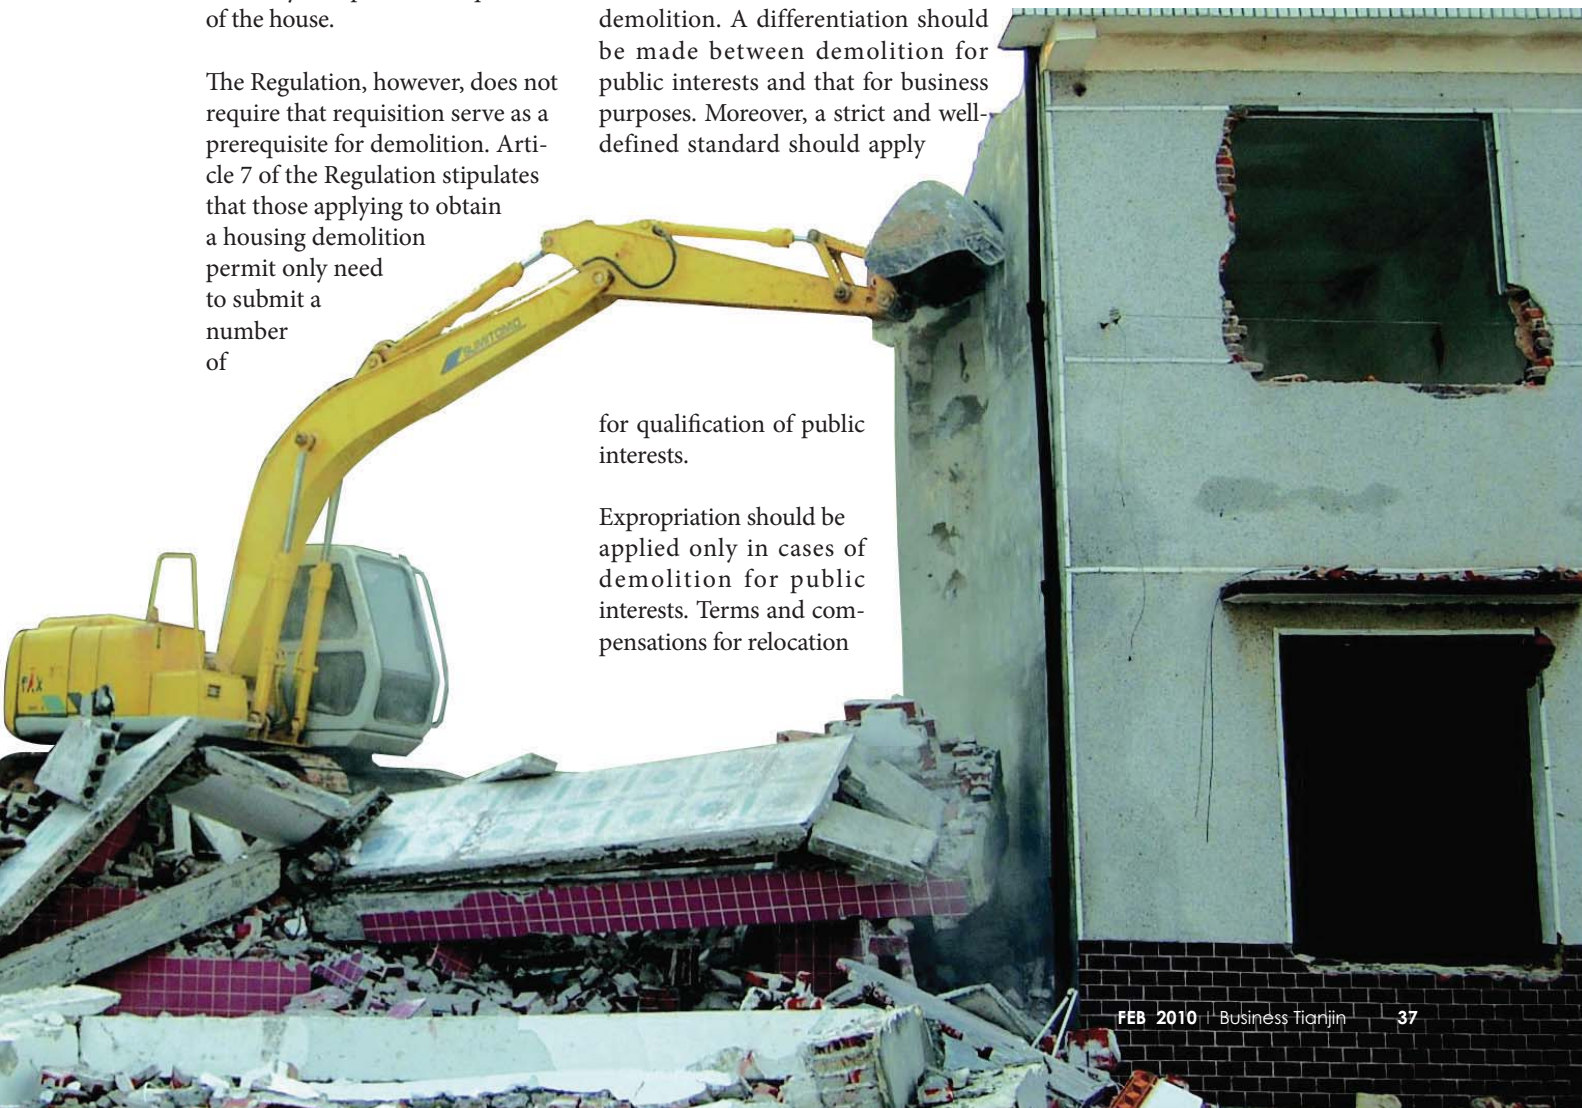 of the house.
The Regulation, however, does not
require that requisition serve as a
prerequisite for demolition. Arti-
cle 7 of the Regulation stipulates
that those applying to obtain
a housing demolition
permit only need
to submit a
number
of
demolition. A differentiation should
be made between demolition for
public interests and that for business
purposes. Moreover, a strict and well-
defined standard should apply
for qualification of public
interests.
Expropriation should be
applied only in cases of
demolition for public
interests. Terms and com-
pensations for relocation
SUMITOMO
FEB 2010 | Business Tianjin 37